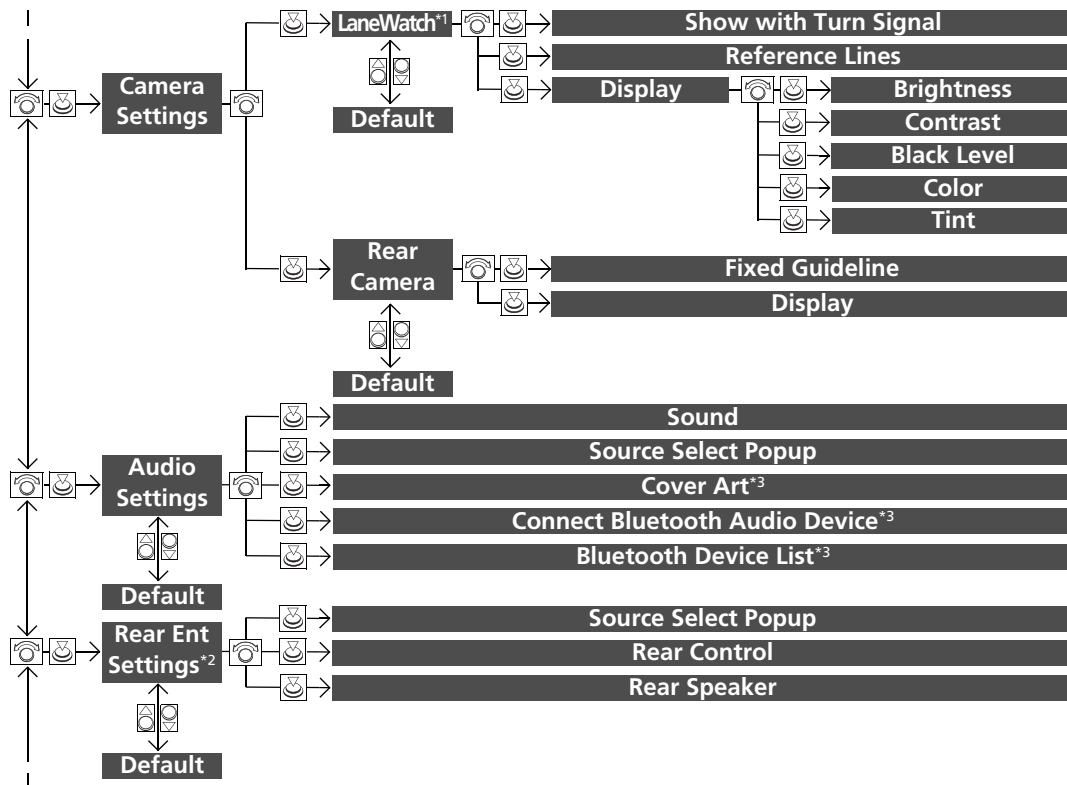 LaneWatch*1
Show with Turn Signal
Reference Lines
Camera
Settings
Display
Brightness
Default
Contrast
Black Level
Color
Tint
Rear
Camera
Fixed Guideline
Display
Default
Sound
Source Select Popup
Audio
Settings
Cover Art*3
Connect Bluetooth Audio Device*3
Bluetooth Device List*3
Default
Source Select Popup
Rear Ent
Settings*2
Rear Control
Rear Speaker
Default